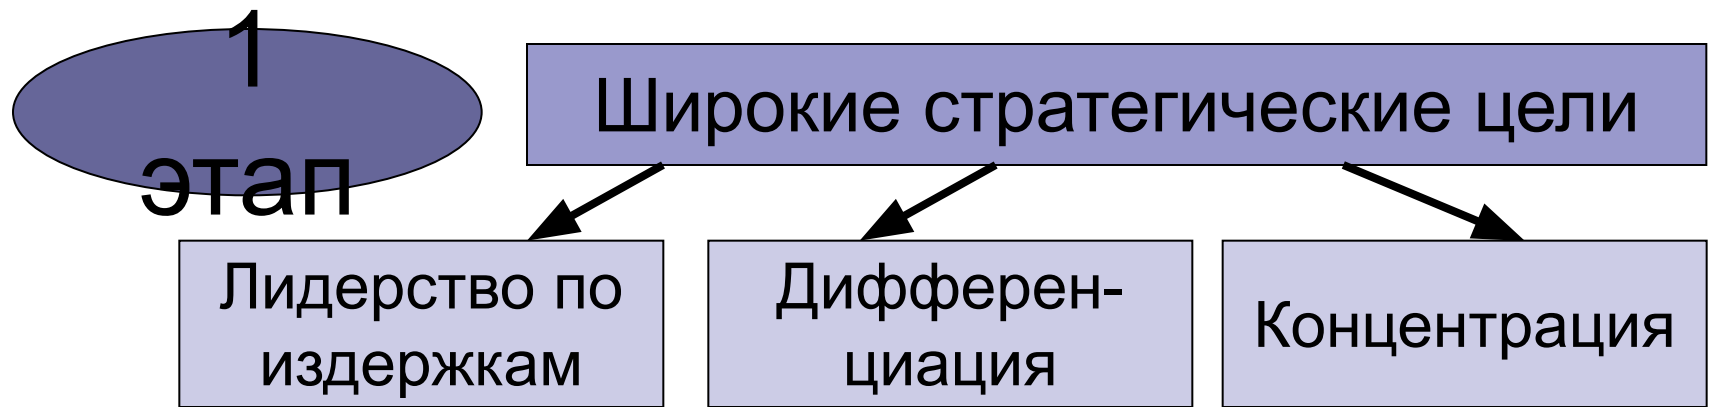 1
этап
Широкие стратегические цели
Лидерство по
издержкам
Дифферен-
циация
Концентрация